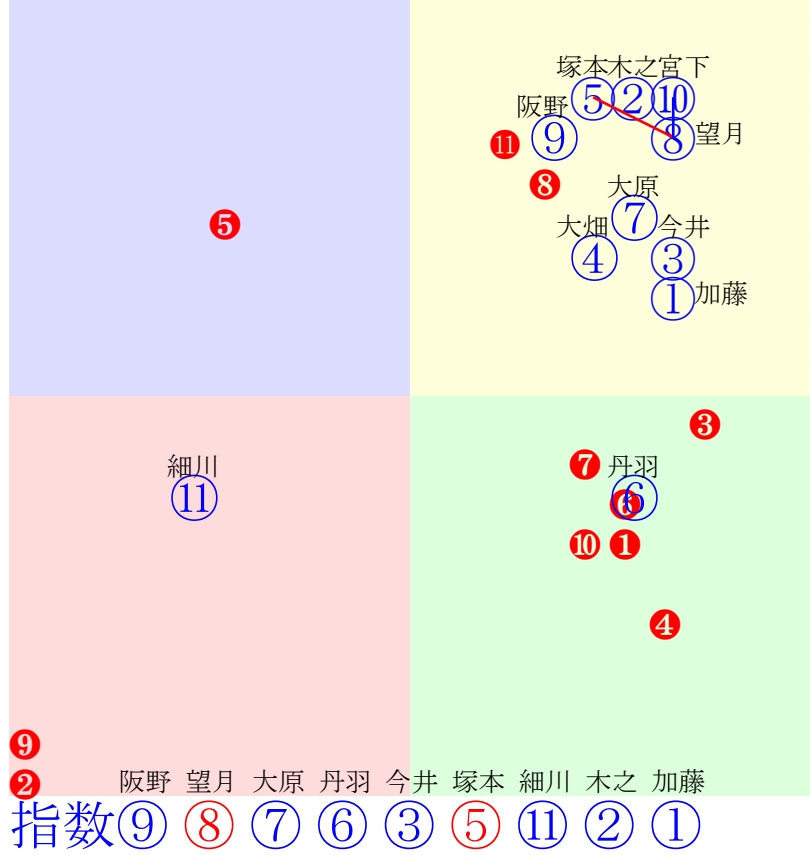 塚本木之宮下
⑤②⑩
阪野
⑨
⑧望月
⓫
❽
大原
❺
⑦
大畑
今井
④
③
①加藤
❸
❼
丹羽
細川
⑪
❻⑥
❿
❶
❹
❾
❷
阪野 望月 大原 丹羽 今井 塚本 細川 木之 加藤
指数⑨⑧⑦⑥③⑤⑪②①